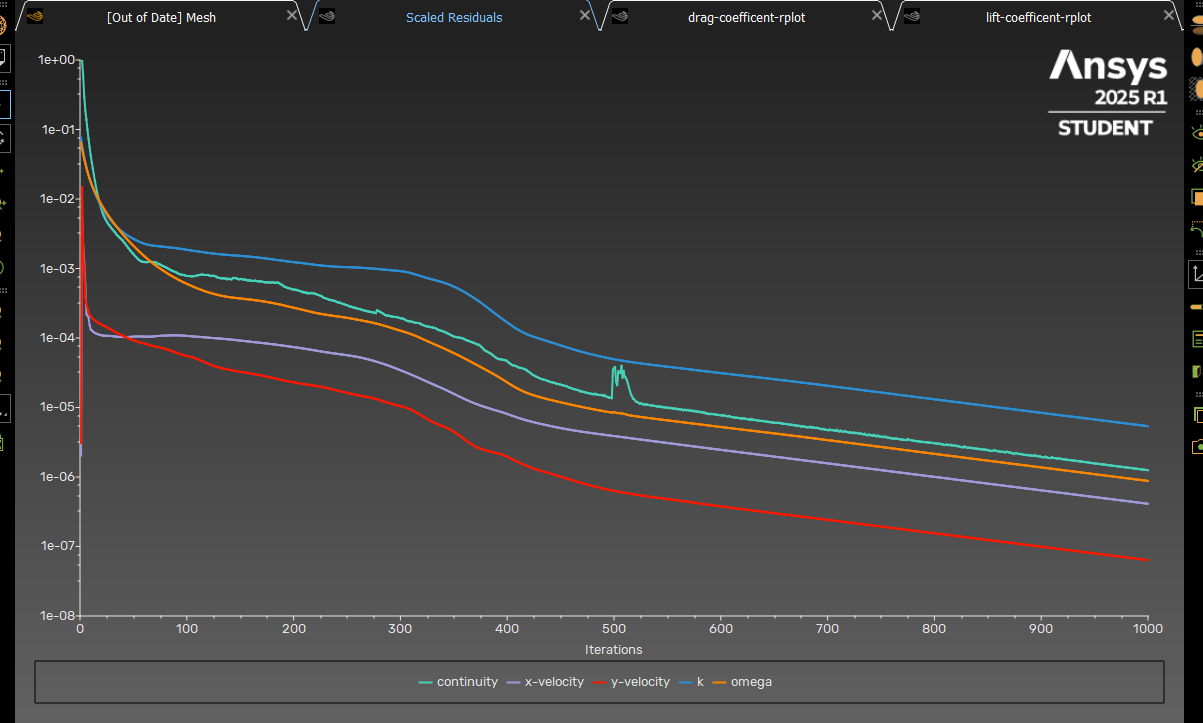 [Out of Date] Mesh
Scaled Residuals
drag-coefficent-rplot
lift-coefficent-rplot
Ansys
2025 R1
STUDENT
1e+00
1e-01
1e-02
1e-03
1e-04
1e-05
1e-06
1e-07
1e-08
0 100 200 300 400 500 600 700 800 900 1000
Iterations
continuity x-velocity y-velocity k omega